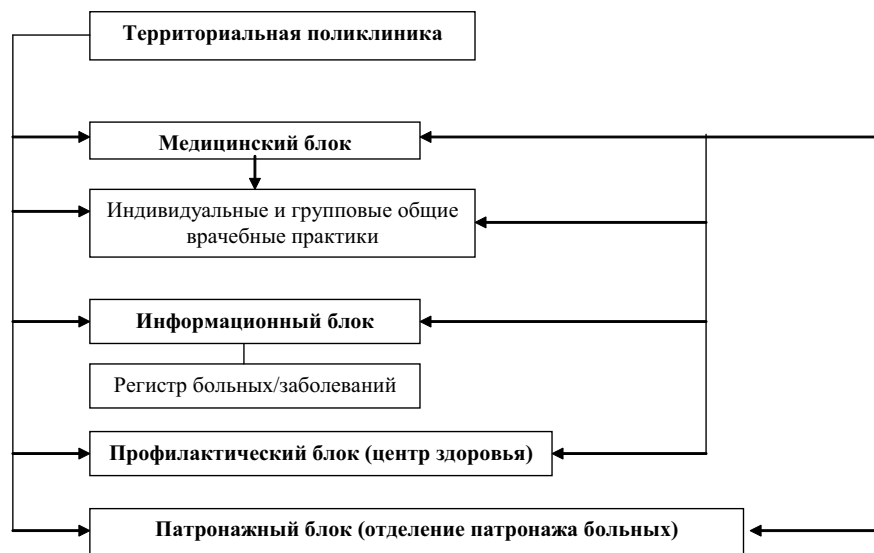 Территориальная поликлиника
Медицинский блок
Индивидуальные и групповые общие
врачебные практики
Информационный блок
Регистр больных/заболеваний
Профилактический блок (центр здоровья)
Патронажный блок (отделение патронажа больных)